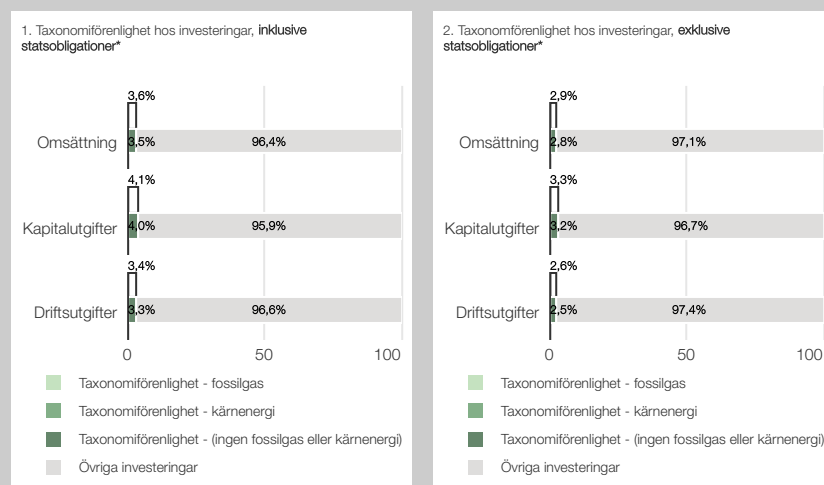 1. Taxonomiförenlighet hos investeringar, inklusive
statsobligationer*
3,6%
Omsättning 3,5% 96,4%
4,1%
Kapitalutgifter 4,0% 95,9%
3,4%
Driftsutgifter 3,3% 96,6%
0 50 100
Taxonomiförenlighet - fossilgas
Taxonomiförenlighet - kärnenergi
Taxonomiförenlighet - (ingen fossilgas eller kärnenergi)
Övriga investeringar
2. Taxonomförenlighet hos investeringar, exklusive
statsobligationer*
2,9%
Omsättning 2,8% 97,1%
3,3%
Kapitalutgifter 3,2% 96,7%
2,6%
Driftsutgifter 2,5% 97,4%
0 50 100
Taxonomiförenlighet - fossilgas
Taxonomiförenlighet - kärnenergi
Taxonomiförenlighet - (ingen fossilgas eller kärnenergi)
Övriga investeringar